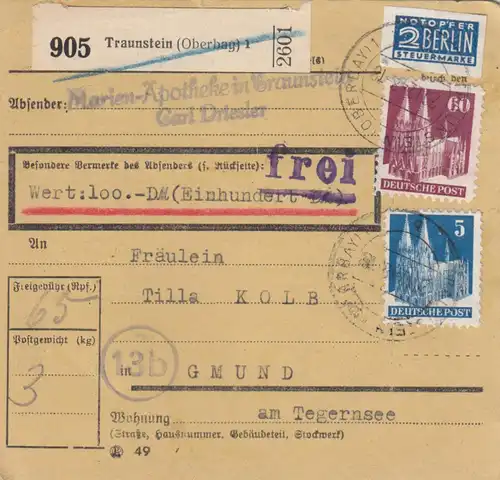 905 Traunstein (Oberbay) 1
2601
NOTOPFER
2 BERLIN
STEUERMARKE
Absender:
Marien-Apotheke in Traunstein
Carl Driesler
60
DEUTSCHE POST
Besondere Vermerke des Absenders (s. Rückseite):
frei
Wert:100.-DM(Einhundert
5
DEUTSCHE POST
An
Fräulein
Tilla KOLB
Freigebühr (Rpf.)
65
Postgewicht (kg)
3
13b
in GMUND
am Tegernsee
Wohnung
(Straße, Hausnummer, Gebäudeteil, Stockwerk)
49